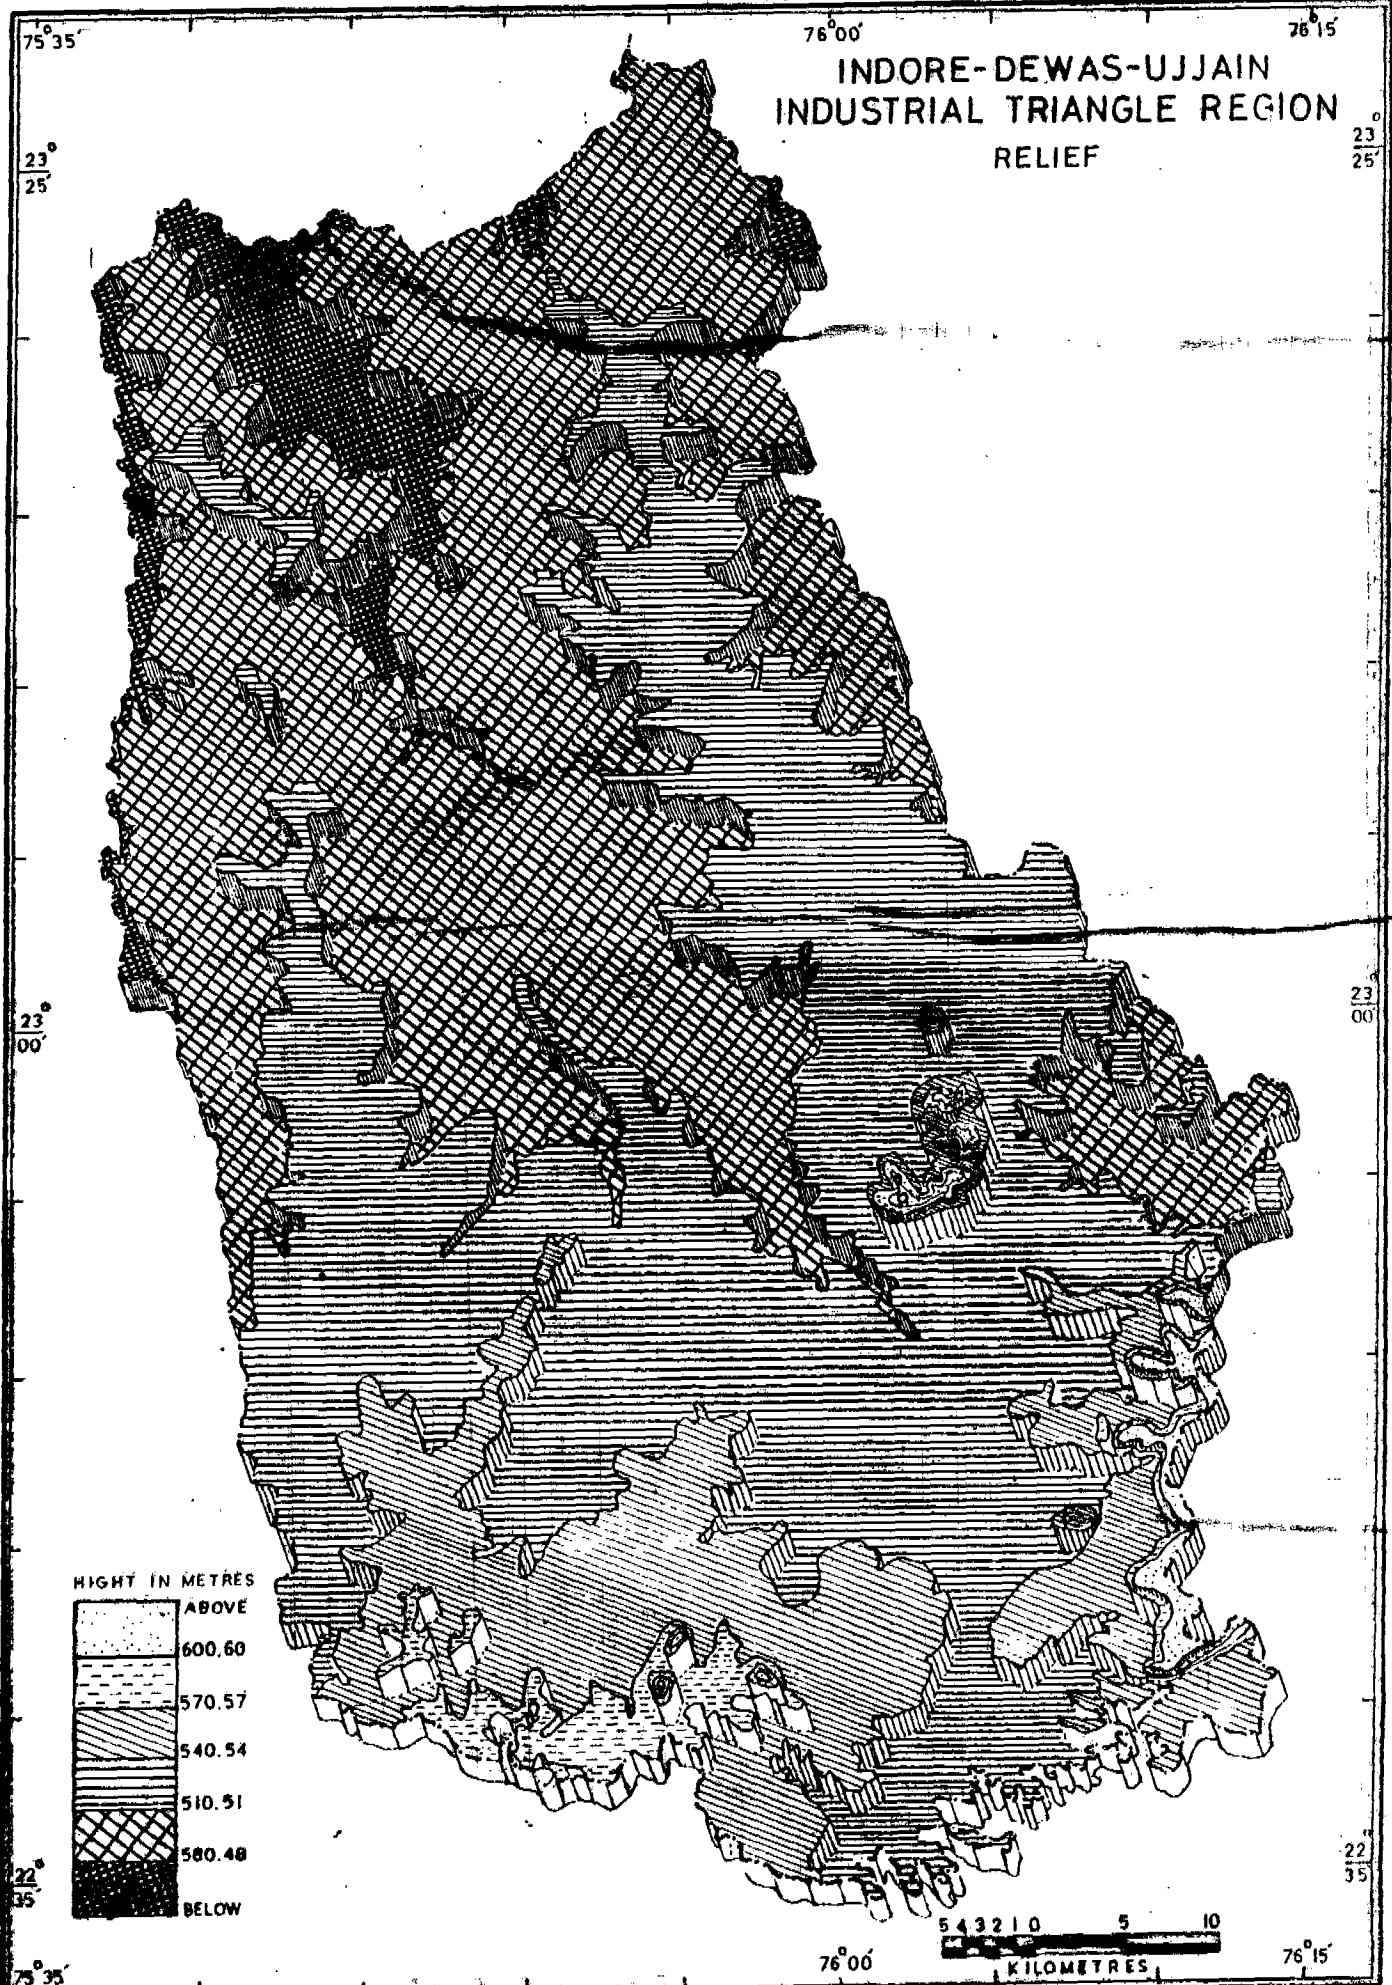 75°35′
76°00′
76°15′
INDORE-DEWAS-UJJAIN
INDUSTRIAL TRIANGLE REGION
RELIEF
23°
25′
23°
25′
23°
00′
23°
00′
HIGHT IN METRES
ABOVE
600.60
570.57
540.54
510.51
580.48
BELOW
22°
35′
22°
35′
5 4 3 2 1 0 5 10
KILOMETRES
75°35′
76°00′
76°15′